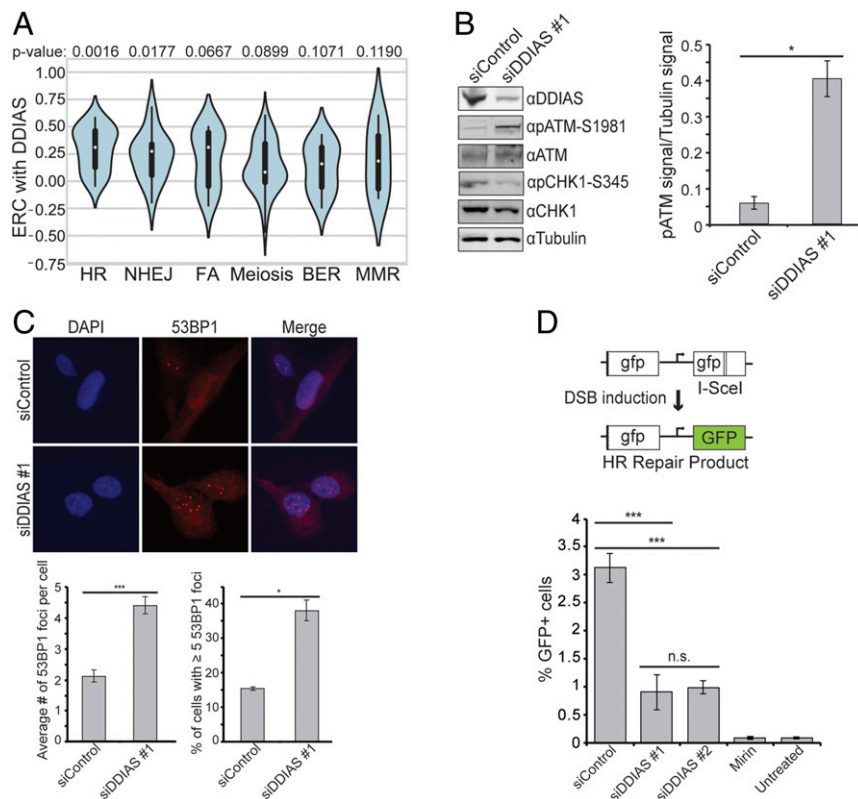 A
p-value: 0.0016 0.0177 0.0667 0.0899 0.1071 0.1190
ERC with DDIAS
1.00
0.75
0.50
0.25
0.00
-0.25
-0.50
-0.75
HR NHEJ FA Meiosis BER MMR
B
siControl
siDDIAS #1
αDDIAS
αpATM-S1981
αATM
αpCHK1-S345
αCHK1
αTubulin
pATM signal/Tubulin signal
0.5
0.4
0.3
0.2
0.1
0
*
siControl
siDDIAS #1
C
DAPI 53BP1 Merge
siControl
siDDIAS #1
Average # of 53BP1 foci per cell
5
4
3
2
1
0
***
siControl
siDDIAS #1
% of cells with ≥ 5 53BP1 foci
40
30
20
10
0
*
siControl
siDDIAS #1
D
gfp gfp
I-SceI
DSB induction
gfp GFP
HR Repair Product
% GFP+ cells
4
3.5
3
2.5
2
1.5
1
0.5
0
***
***
n.s.
siControl
siDDIAS #1
siDDIAS #2
Mirin
Untreated